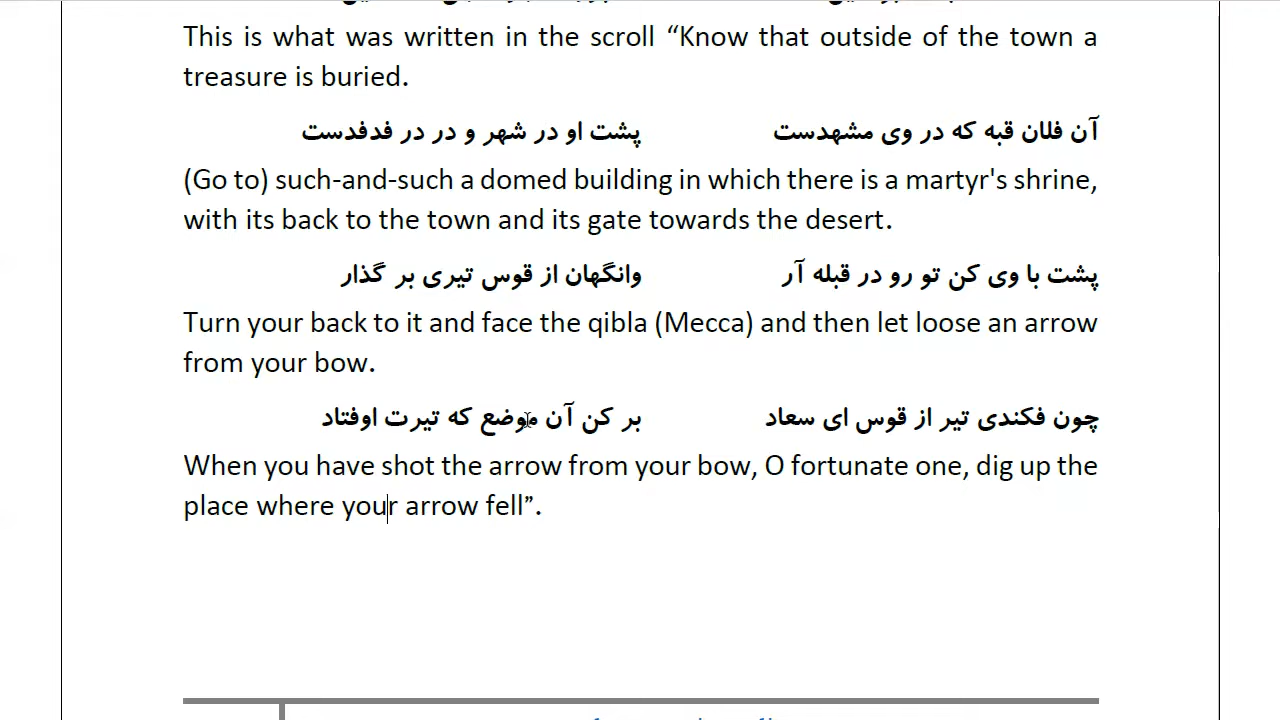 This is what was written in the scroll “Know that outside of the town a
treasure is buried.
آن فلان قبه که در وی مشهدست پشت او در شهر و در در فدفدست
(Go to) such-and-such a domed building in which there is a martyr's shrine,
with its back to the town and its gate towards the desert.
پشت با وی کن تو رو در قبله آر وانگهان از قوس تیری بر گذار
Turn your back to it and face the qibla (Mecca) and then let loose an arrow
from your bow.
چون فکندی تیر از قوس ای سعاد بر کن آن موضع که تیرت اوفتاد
When you have shot the arrow from your bow, O fortunate one, dig up the
place where your arrow fell”.